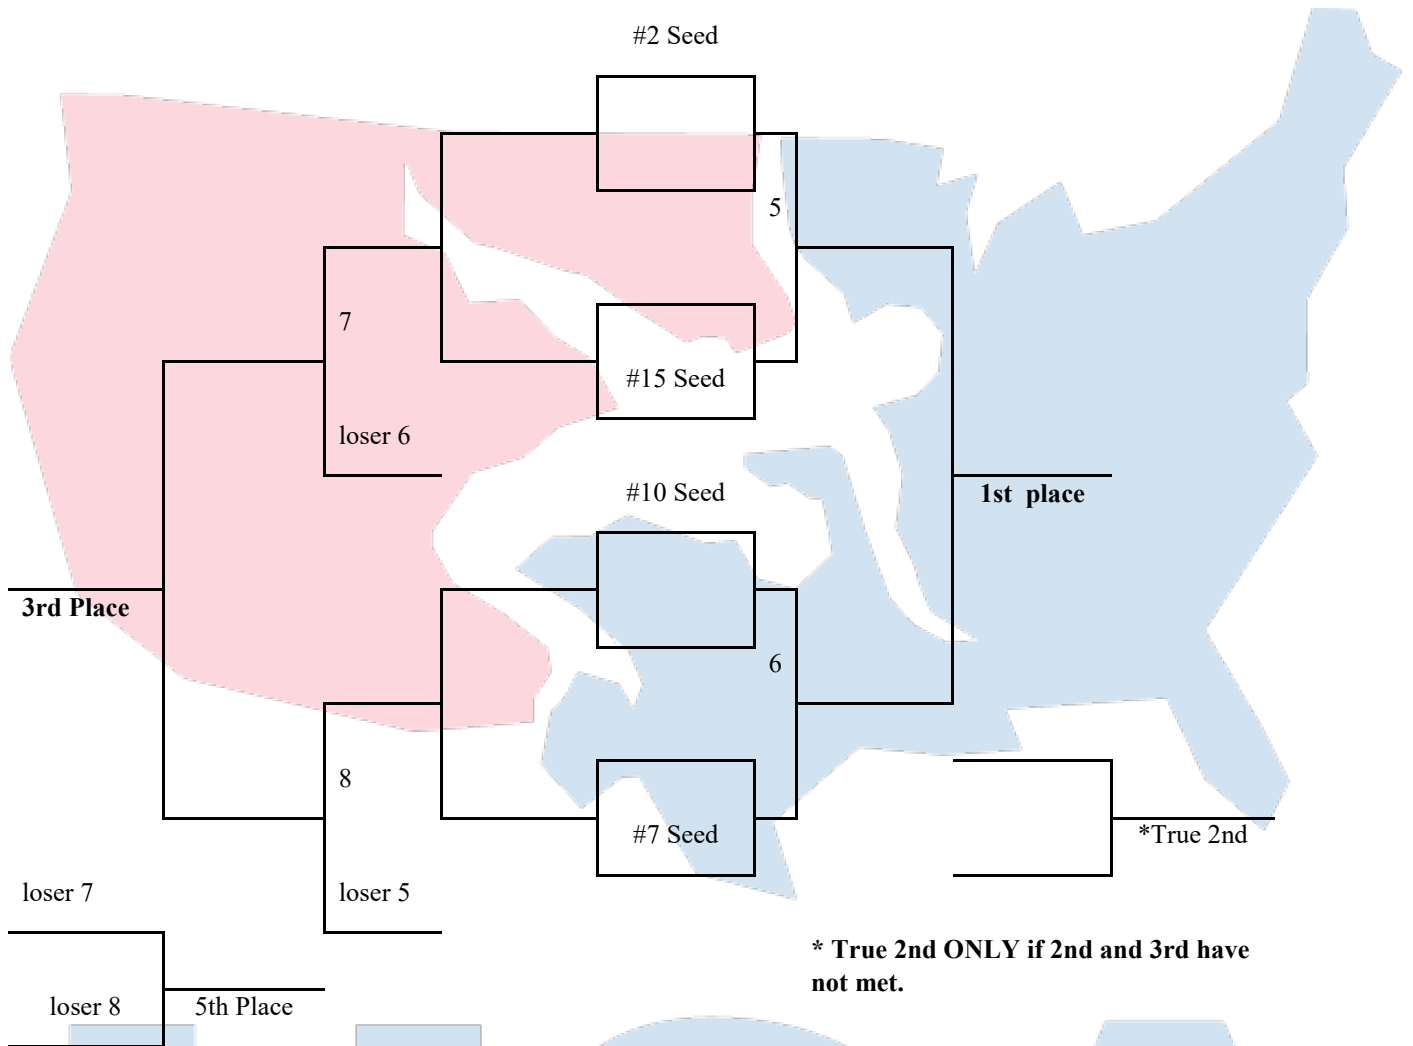 #2 Seed
5
7
#15 Seed
loser 6
#10 Seed
1st  place
3rd Place
6
8
#7 Seed
*True 2nd
loser 7
loser 5
* True 2nd ONLY if 2nd and 3rd have
not met.
loser 8
5th Place